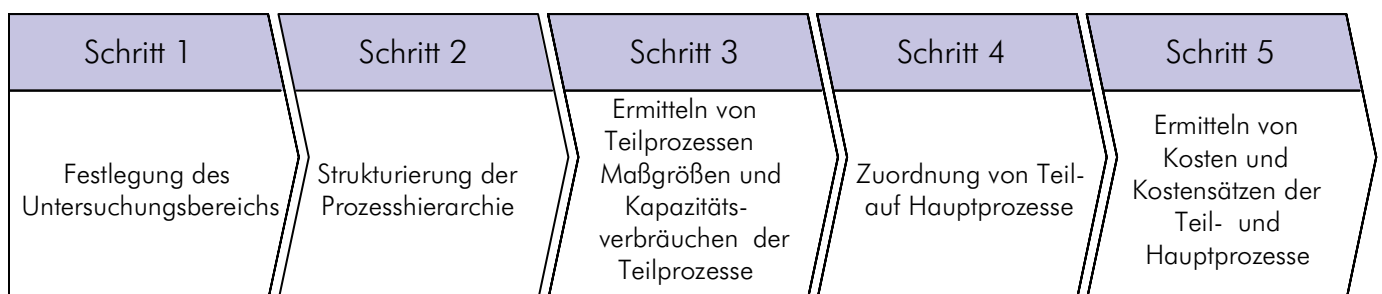 Schritt 1
Festlegung des
Untersuchungsbereichs
Schritt 2
Strukturierung der
Prozesshierarchie
Schritt 3
Ermitteln von
Teilprozessen
Maßgrößen und
Kapazitäts-
verbräuchen der
Teilprozesse
Schritt 4
Zuordnung von Teil-
auf Hauptprozesse
Schritt 5
Ermitteln von
Kosten und
Kostensätzen der
Teil- und
Hauptprozesse